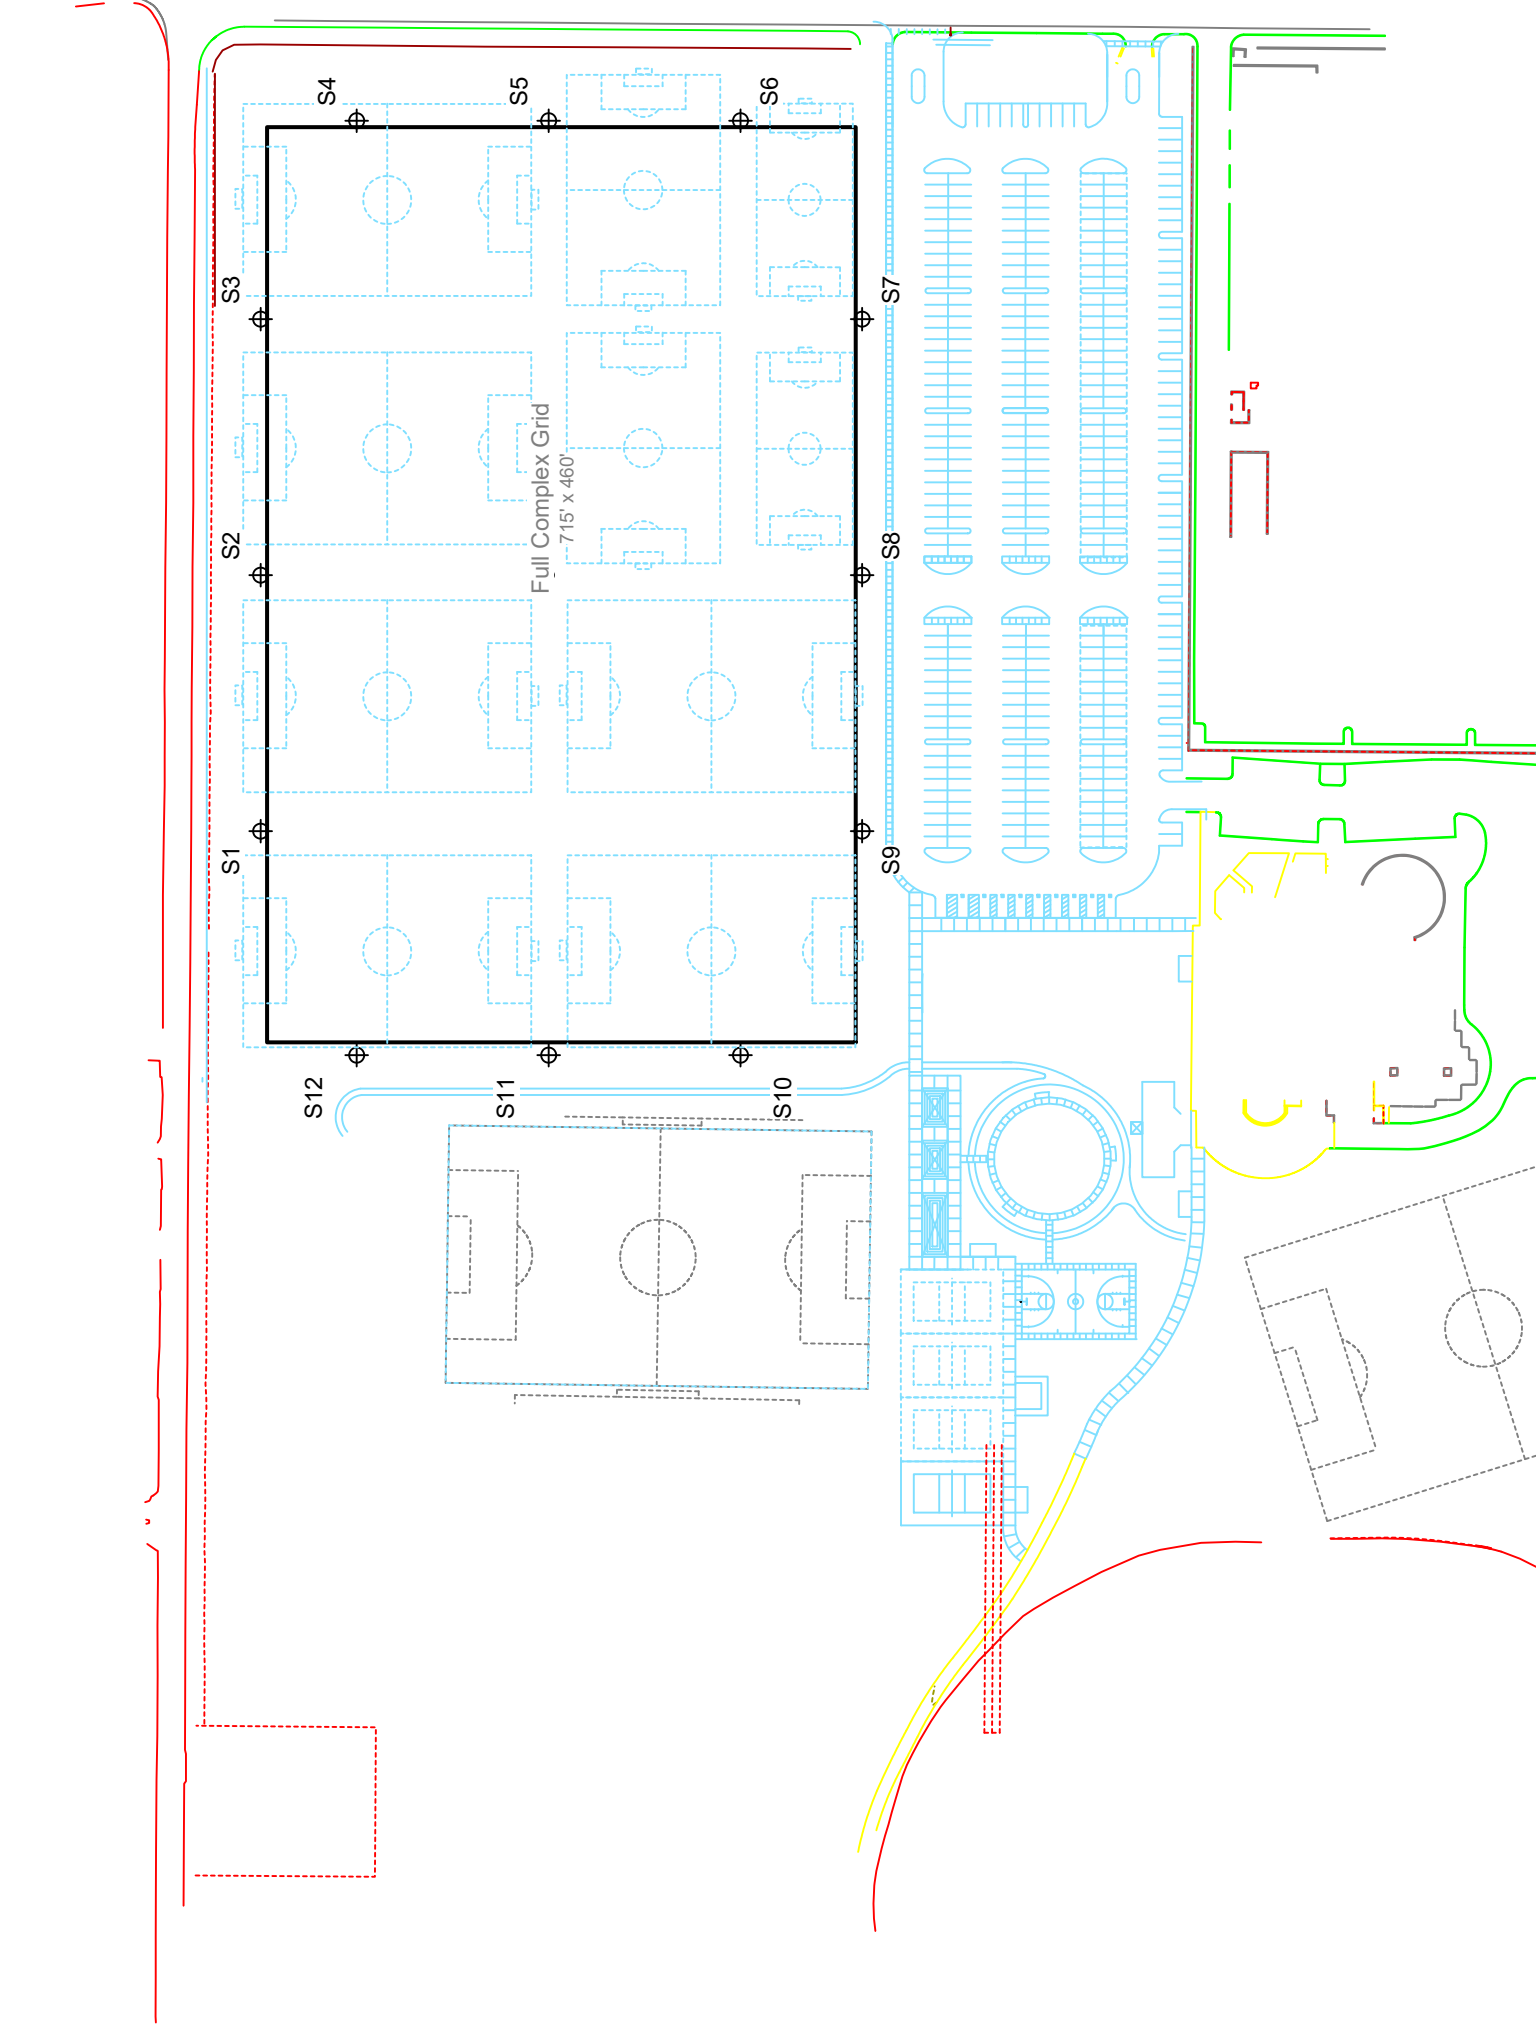 S4
S5
S6
S3
S7
Full Complex Grid
715' x 460'
S2
S8
S1
S9
S12
S11
S10